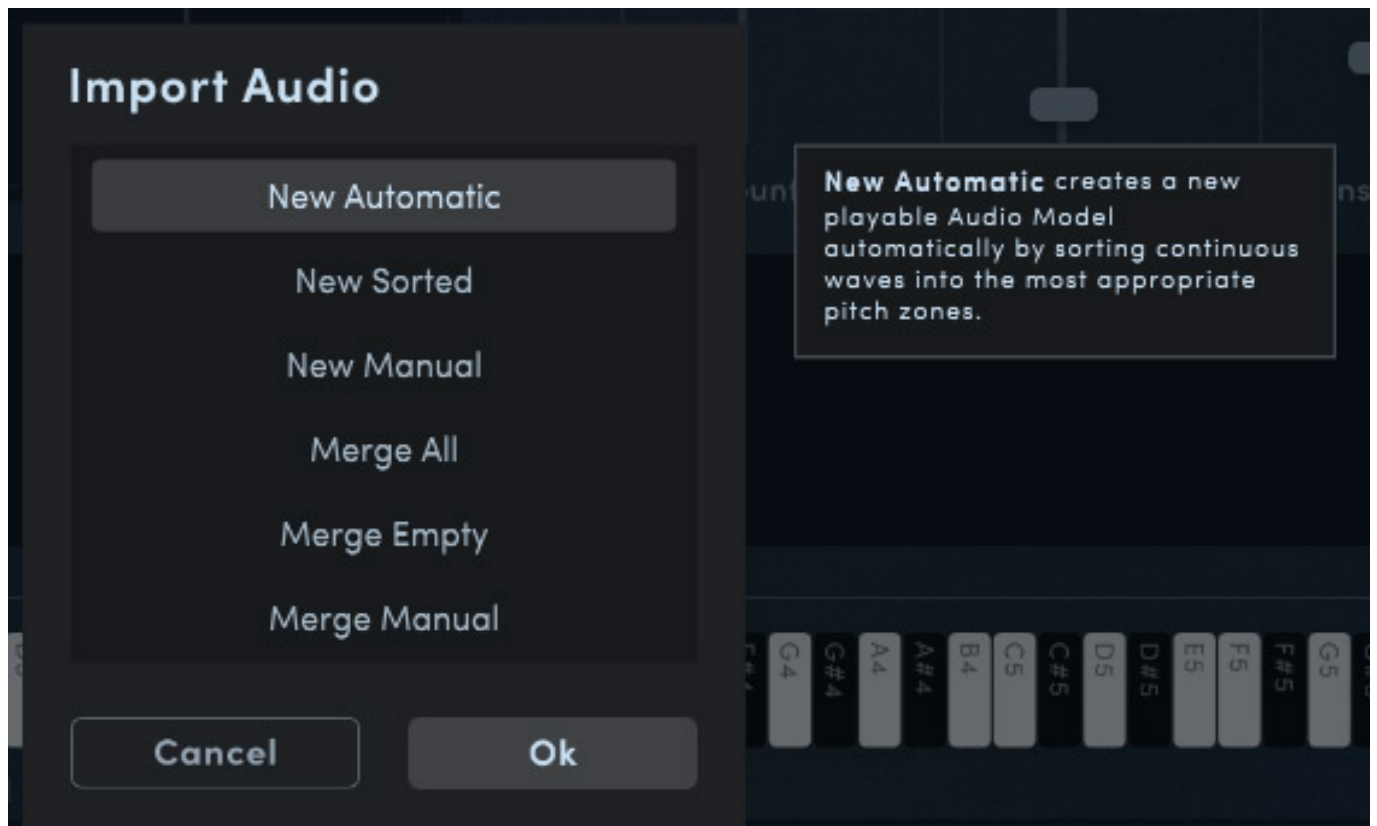 Import Audio
New Automatic
New Sorted
New Manual
Merge All
Merge Empty
Merge Manual
Cancel
Ok
New Automatic creates a new
playable Audio Model
automatically by sorting continuous
waves into the most appropriate
pitch zones.
G4
G#4
A4
A#4
B4
C5
C#5
D5
D#5
E5
F5
F#5
G5